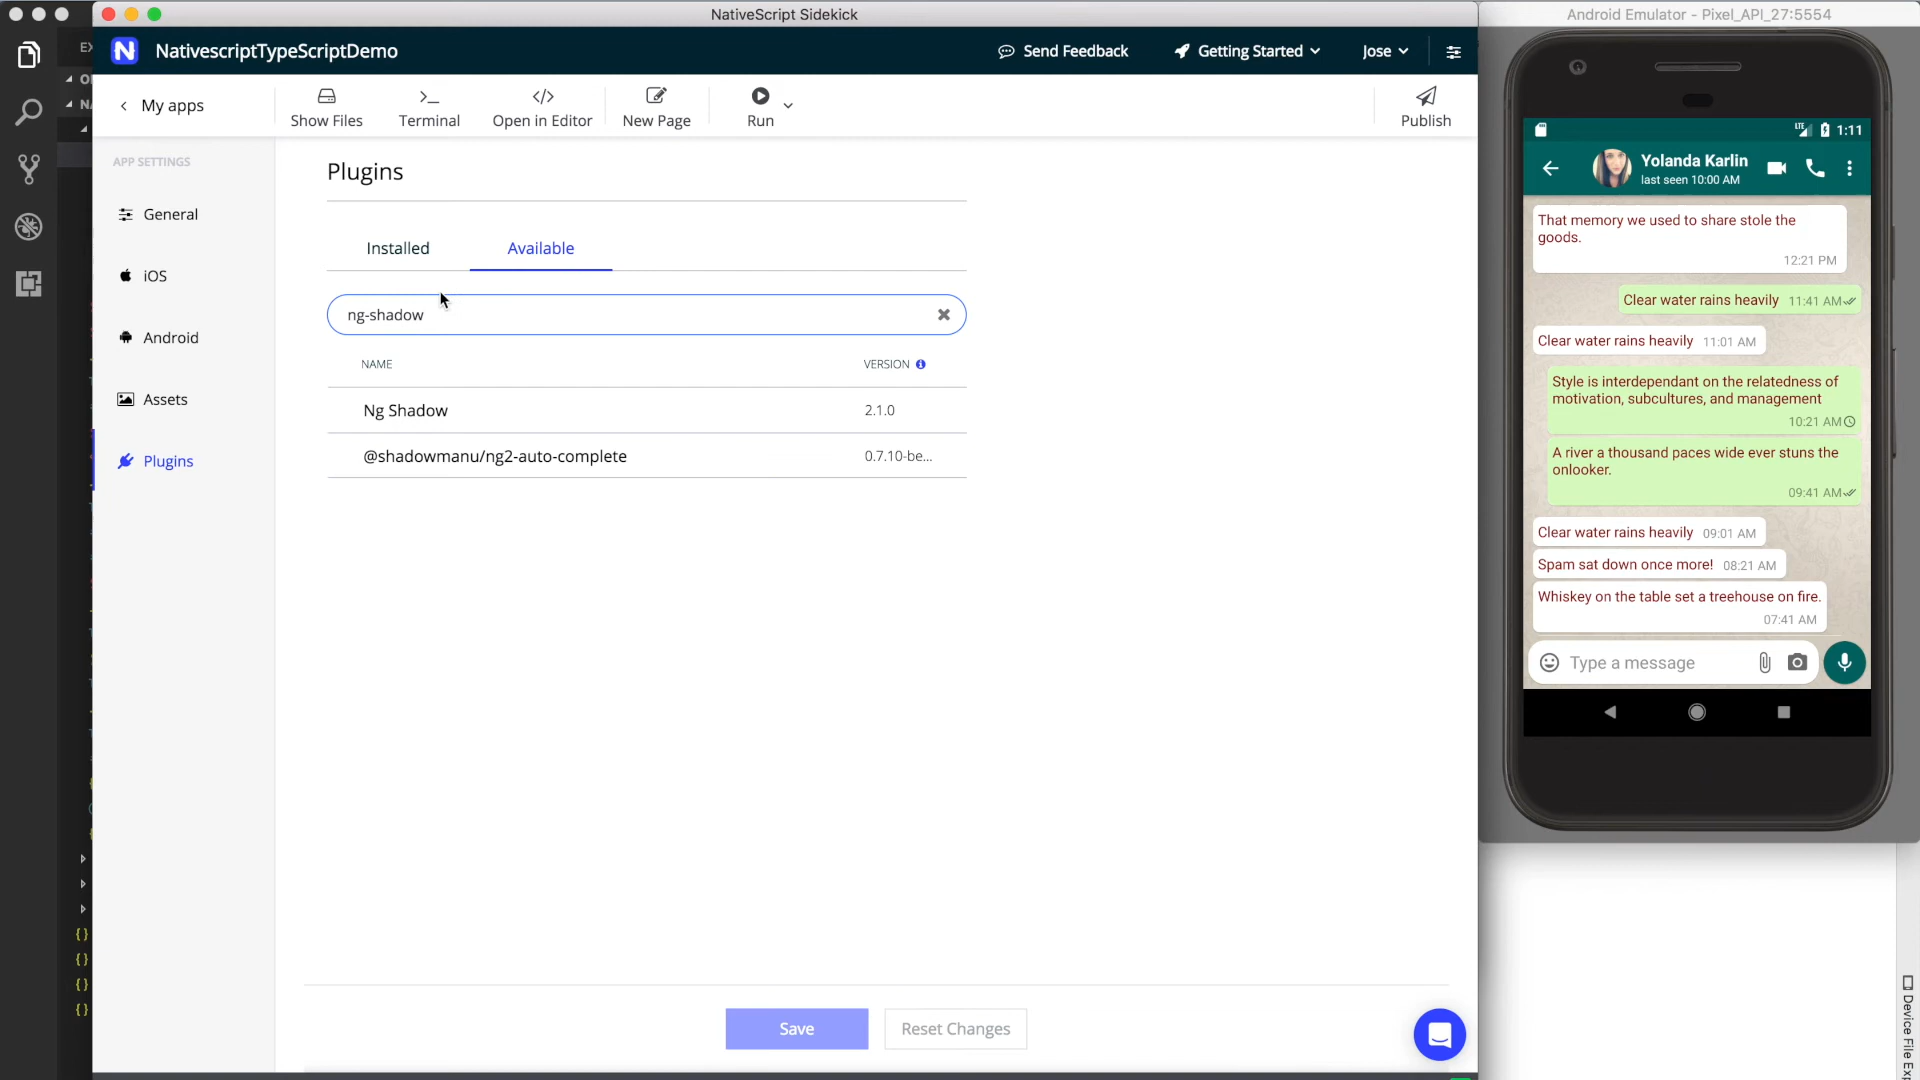 NativeScript Sidekick
Android Emulator - Pixel_API_27:5554
N NativescriptTypeScriptDemo
Send Feedback
Getting Started
Jose
My apps
Show Files
Terminal
Open in Editor
New Page
Run
Publish
APP SETTINGS
General
iOS
Android
Assets
Plugins
Plugins
Installed
Available
ng-shadow
NAME
VERSION
Ng Shadow
2.1.0
@shadowmanu/ng2-auto-complete
0.7.10-be...
Save
Reset Changes
LTE 1:11
Yolanda Karlin
last seen 10:00 AM
That memory we used to share stole the
goods.
12:21 PM
Clear water rains heavily 11:41 AM
Clear water rains heavily 11:01 AM
Style is interdependant on the relatedness of
motivation, subcultures, and management
10:21 AM
A river a thousand paces wide ever stuns the
onlooker.
09:41 AM
Clear water rains heavily 09:01 AM
Spam sat down once more! 08:21 AM
Whiskey on the table set a treehouse on fire.
07:41 AM
Type a message
Device File Exp